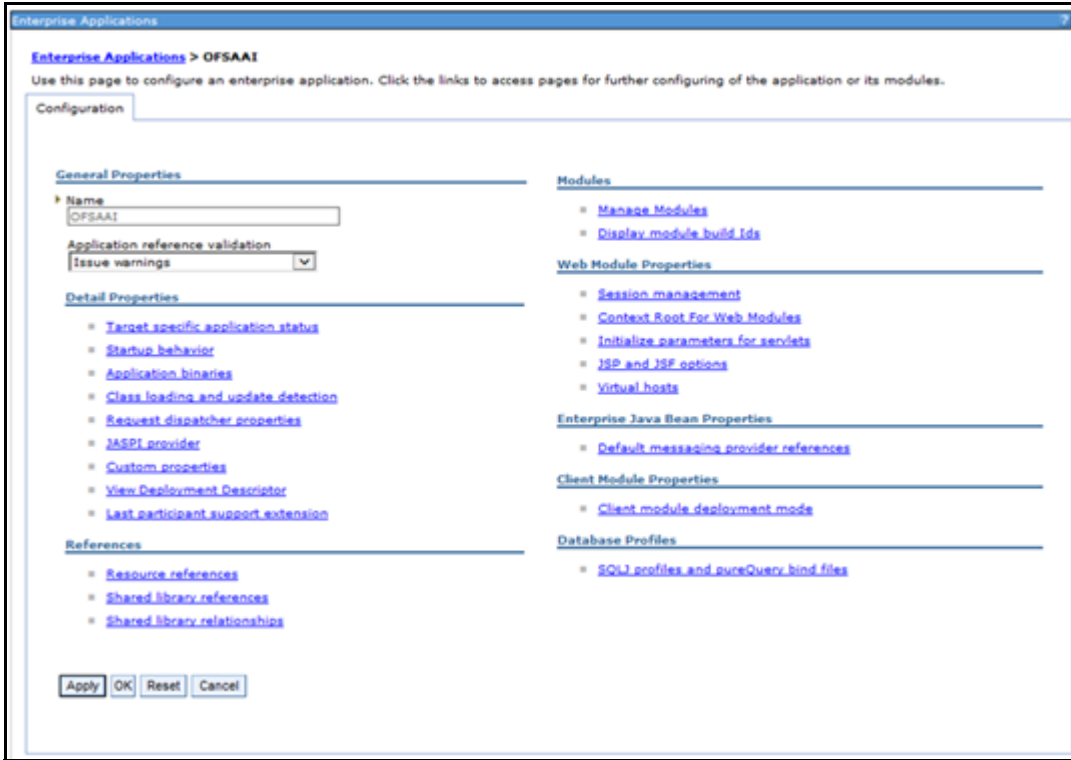 Enterprise Applications ?
Enterprise Applications > OFSAAI
Use this page to configure an enterprise application. Click the links to access pages for further configuring of the application or its modules.
Configuration
General Properties
Name
OFSAAI
Application reference validation
Issue warnings
Detail Properties
Target specific application status
Startup behavior
Application binaries
Class loading and update detection
Request dispatcher properties
JASPI provider
Custom properties
View Deployment Descriptor
Last participant support extension
References
Resource references
Shared library references
Shared library relationships
Modules
Manage Modules
Display module build Ids
Web Module Properties
Session management
Context Root For Web Modules
Initialize parameters for servlets
JSP and JSF options
Virtual hosts
Enterprise Java Bean Properties
Default messaging provider references
Client Module Properties
Client module deployment mode
Database Profiles
SQLJ profiles and pureQuery bind files
Apply OK Reset Cancel